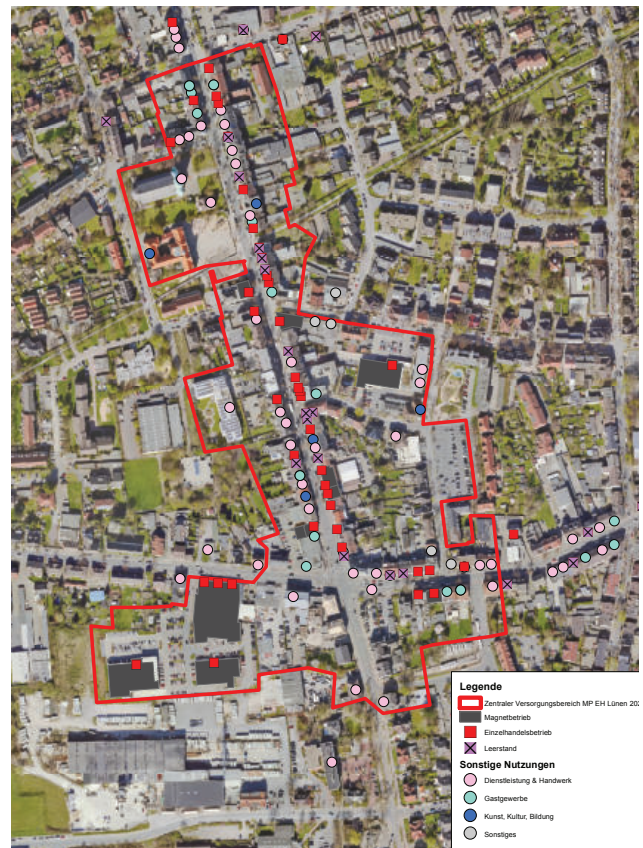 Legende
Zentraler Versorgungsbereich MP EH Lünen 202
Magnetbetrieb
Einzelhandelsbetrieb
Leerstand
Sonstige Nutzungen
Dienstleistung & Handwerk
Gastgewerbe
Kunst, Kultur, Bildung
Sonstiges